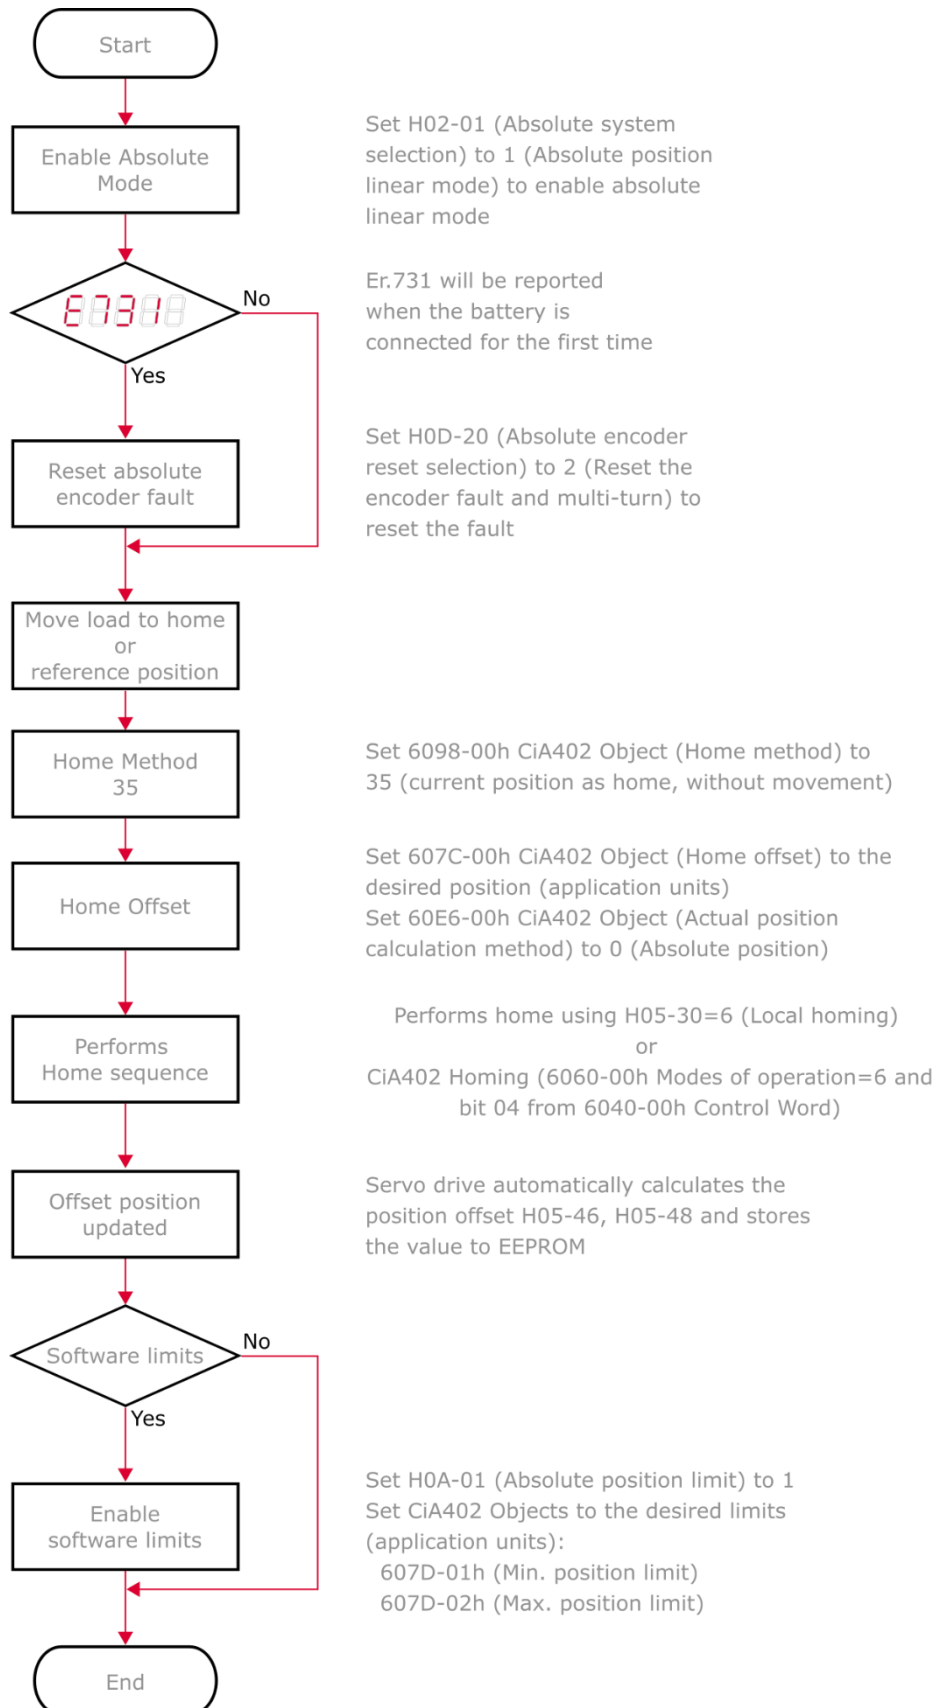 Start
Enable Absolute
Mode
Set H02-01 (Absolute system
selection) to 1 (Absolute position
linear mode) to enable absolute
linear mode
E731
No
Yes
Er.731 will be reported
when the battery is
connected for the first time
Reset absolute
encoder fault
Set H0D-20 (Absolute encoder
reset selection) to 2 (Reset the
encoder fault and multi-turn) to
reset the fault
Move load to home
or
reference position
Home Method
35
Set 6098-00h CiA402 Object (Home method) to
35 (current position as home, without movement)
Home Offset
Set 607C-00h CiA402 Object (Home offset) to the
desired position (application units)
Set 60E6-00h CiA402 Object (Actual position
calculation method) to 0 (Absolute position)
Performs
Home sequence
Performs home using H05-30=6 (Local homing)
or
CiA402 Homing (6060-00h Modes of operation=6 and
bit 04 from 6040-00h Control Word)
Offset position
updated
Servo drive automatically calculates the
position offset H05-46, H05-48 and stores
the value to EEPROM
Software limits
No
Yes
Enable
software limits
Set H0A-01 (Absolute position limit) to 1
Set CiA402 Objects to the desired limits
(application units):
607D-01h (Min. position limit)
607D-02h (Max. position limit)
End